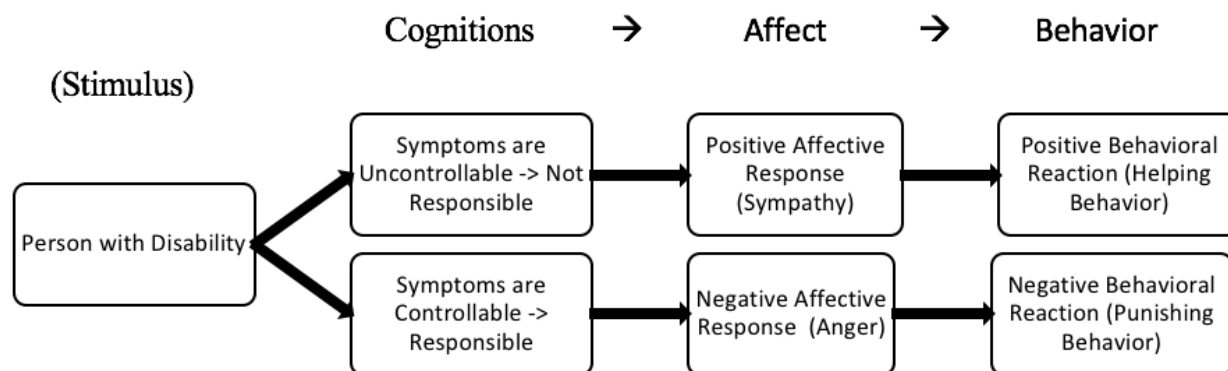 Cognitions → Affect → Behavior
(Stimulus)
Person with Disability
Symptoms are
Uncontrollable -> Not
Responsible
Positive Affective
Response
(Sympathy)
Positive Behavioral
Reaction (Helping
Behavior)
Symptoms are
Controllable ->
Responsible
Negative Affective
Response (Anger)
Negative Behavioral
Reaction (Punishing
Behavior)